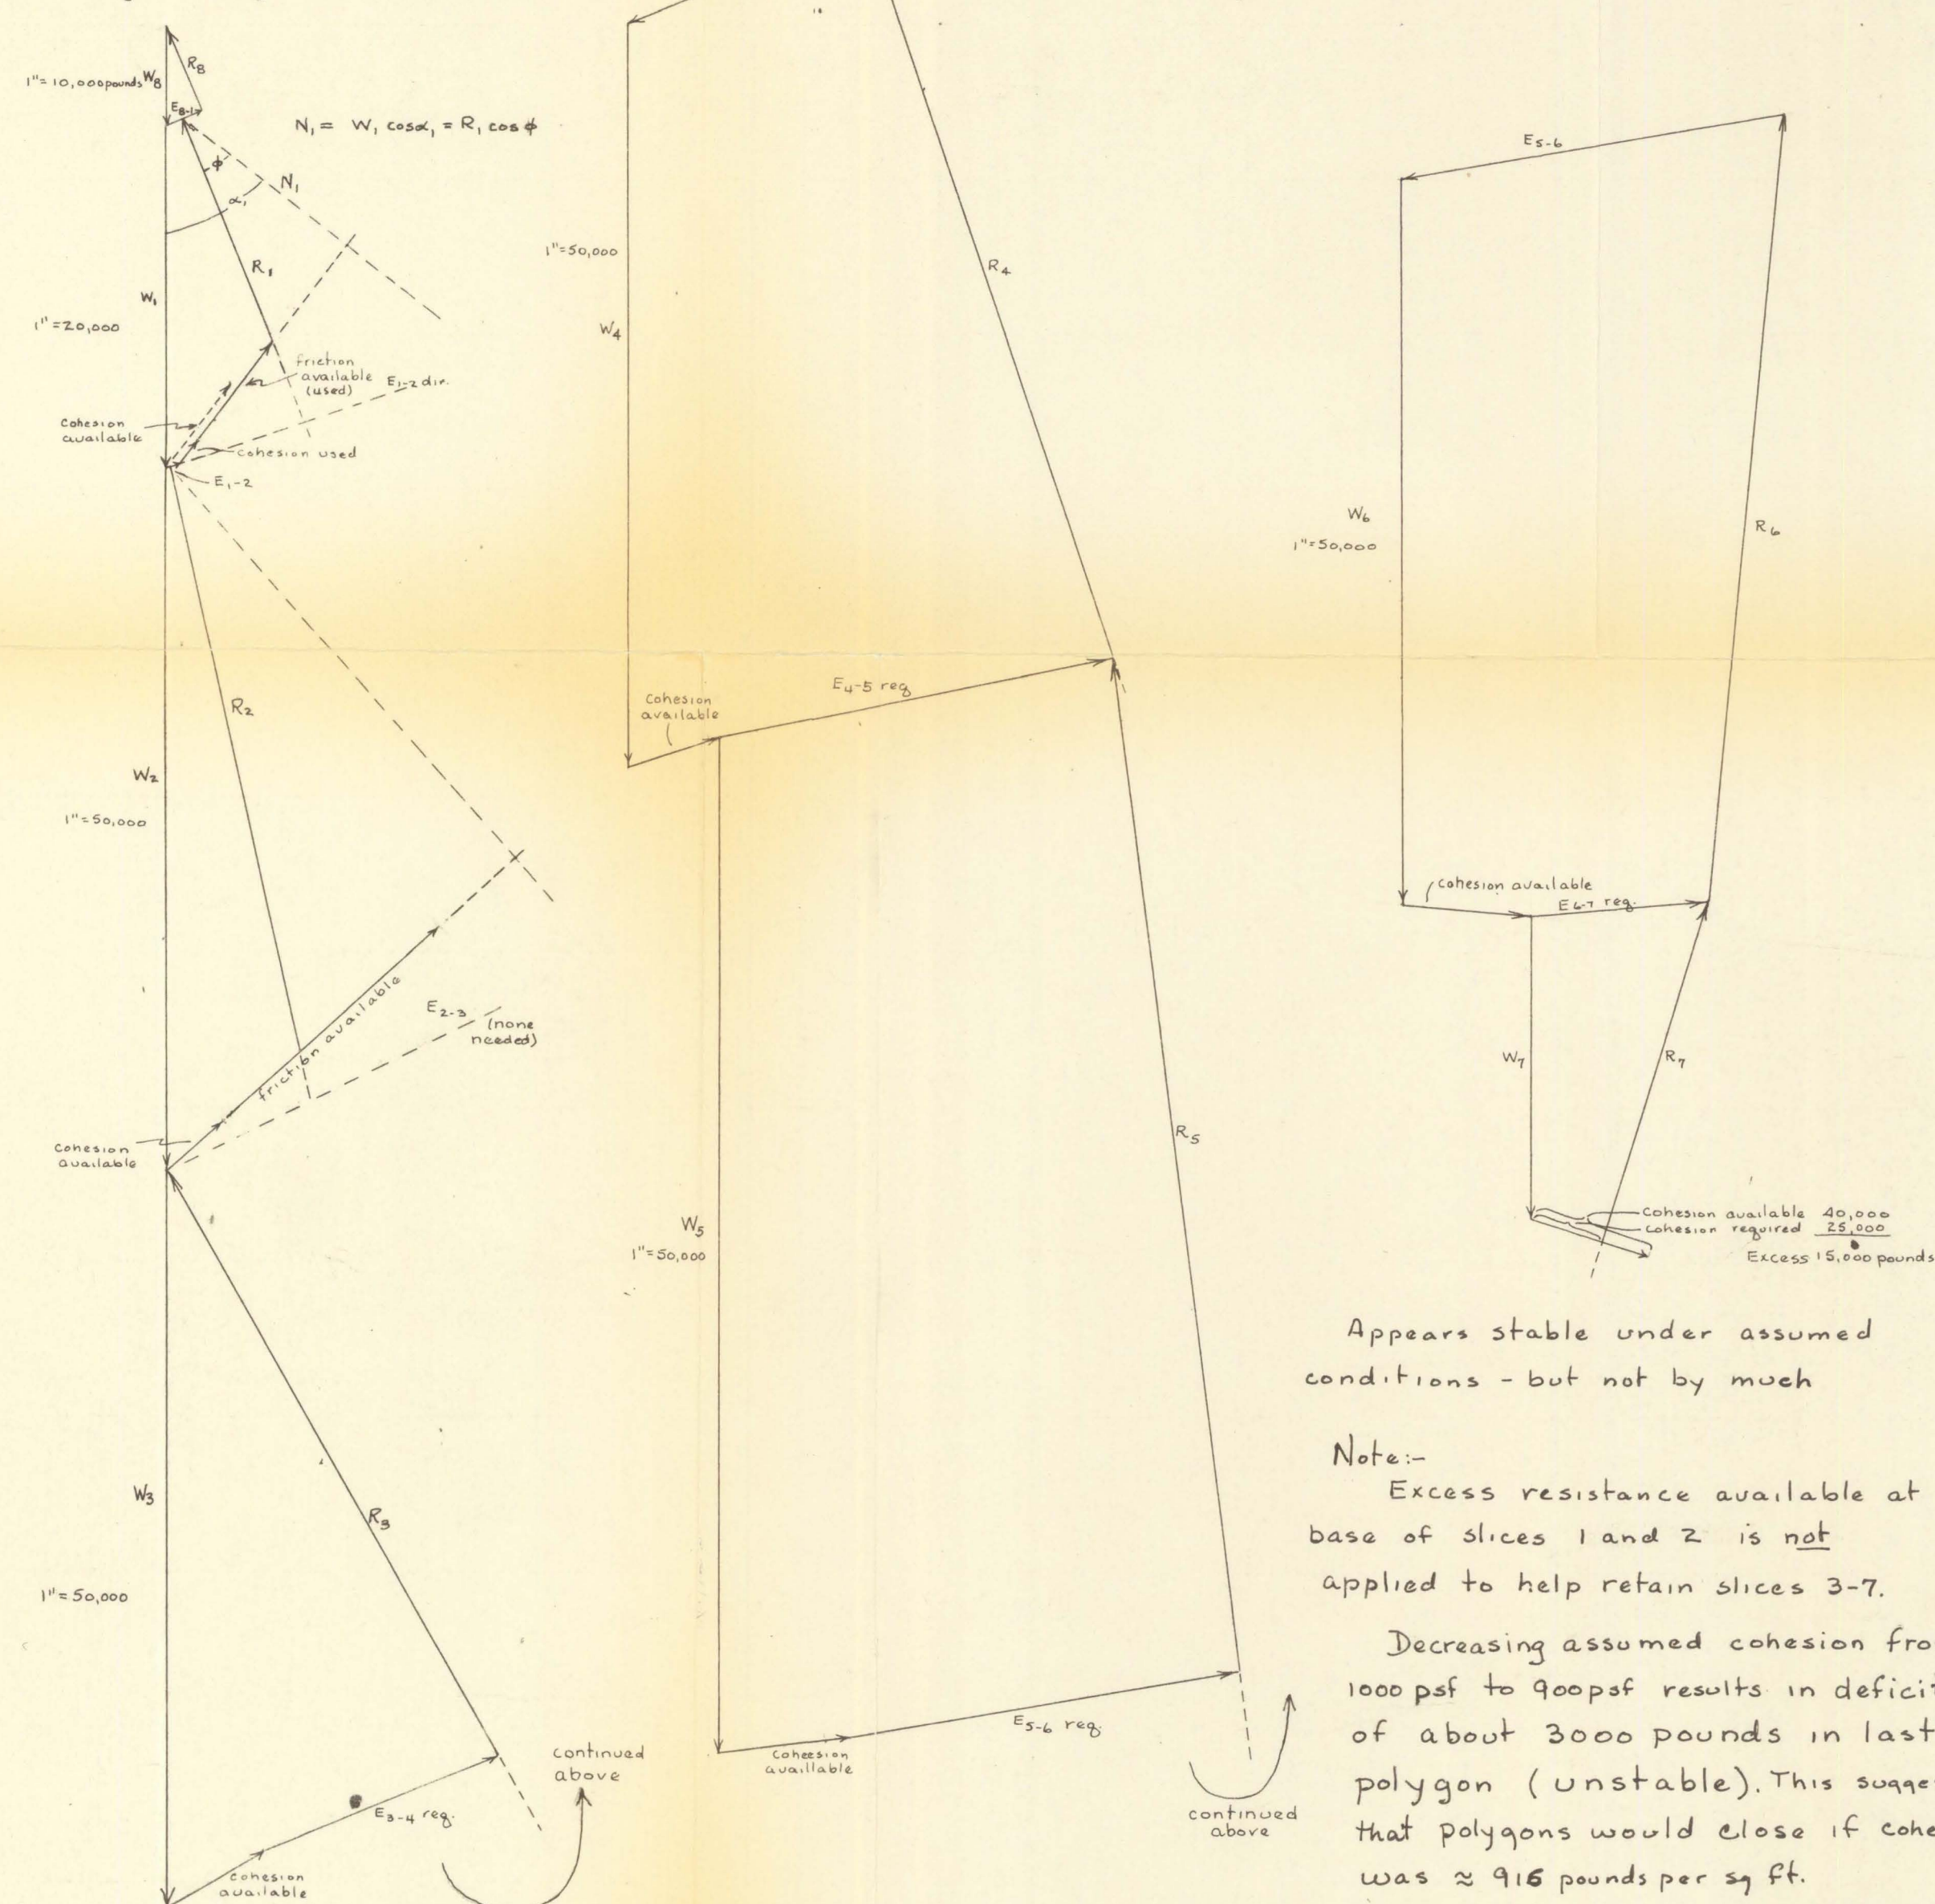 1"=10,000 pounds W8
R8
E8-1
N1 = W1 cosα1 = R1 cos ϕ
ϕ
N1
α1
R1
W1
1"=20,000
friction
available
(used)
E1-2 dir.
Cohesion
available
cohesion used
E1-2
R2
W2
1"=50,000
friction available
E2-3
(none
needed)
Cohesion
available
W3
R3
1"=50,000
E3-4 req.
cohesion
available
continued
above
1"=50,000
W4
R4
Cohesion
available
E4-5 req
W5
1"=50,000
R5
E5-6 req.
Coheesion
availlable
continued
above
E5-6
W6
1"=50,000
R6
cohesion available
E6-7 req.
W7
R7
Cohesion available 40,000
Cohesion required 25,000
Excess 15,000 pounds
Appears stable under assumed
conditions - but not by much
Note:-
Excess resistance available at
base of slices 1 and 2 is not
applied to help retain slices 3-7.
Decreasing assumed cohesion fro
1000 psf to 900 psf results in defici
of about 3000 pounds in last
polygon (unstable). This sugge
that polygons would close if cohe
was ≈ 915 pounds per sq ft.